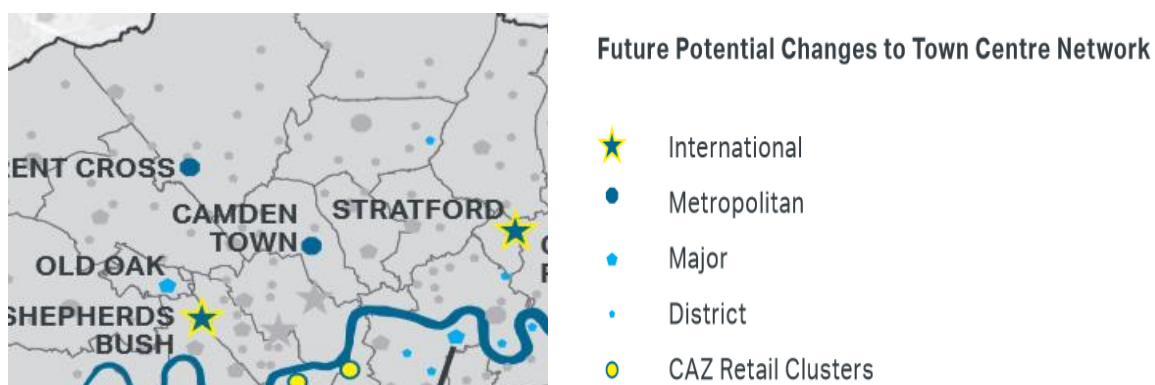 Future Potential Changes to Town Centre Network
International
Metropolitan
Major
District
CAZ Retail Clusters
ENT CROSS
CAMDEN
TOWN
STRATFORD
OLD OAK
SHEPHERDS
BUSH